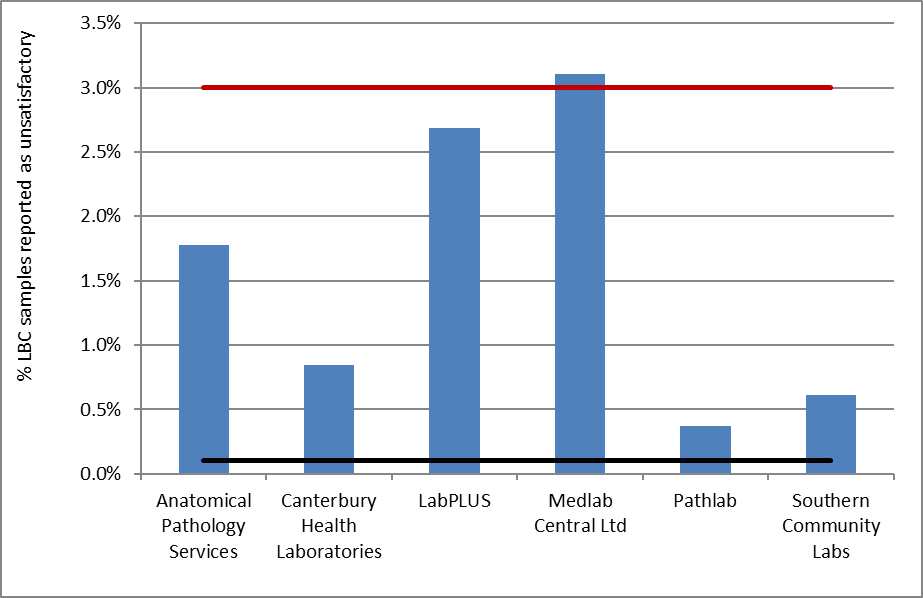 % LBC samples reported as unsatisfactory
3.5%
3.0%
2.5%
2.0%
1.5%
1.0%
0.5%
0.0%
Anatomical
Pathology
Services
Canterbury
Health
Laboratories
LabPLUS
Medlab
Central Ltd
Pathlab
Southern
Community
Labs